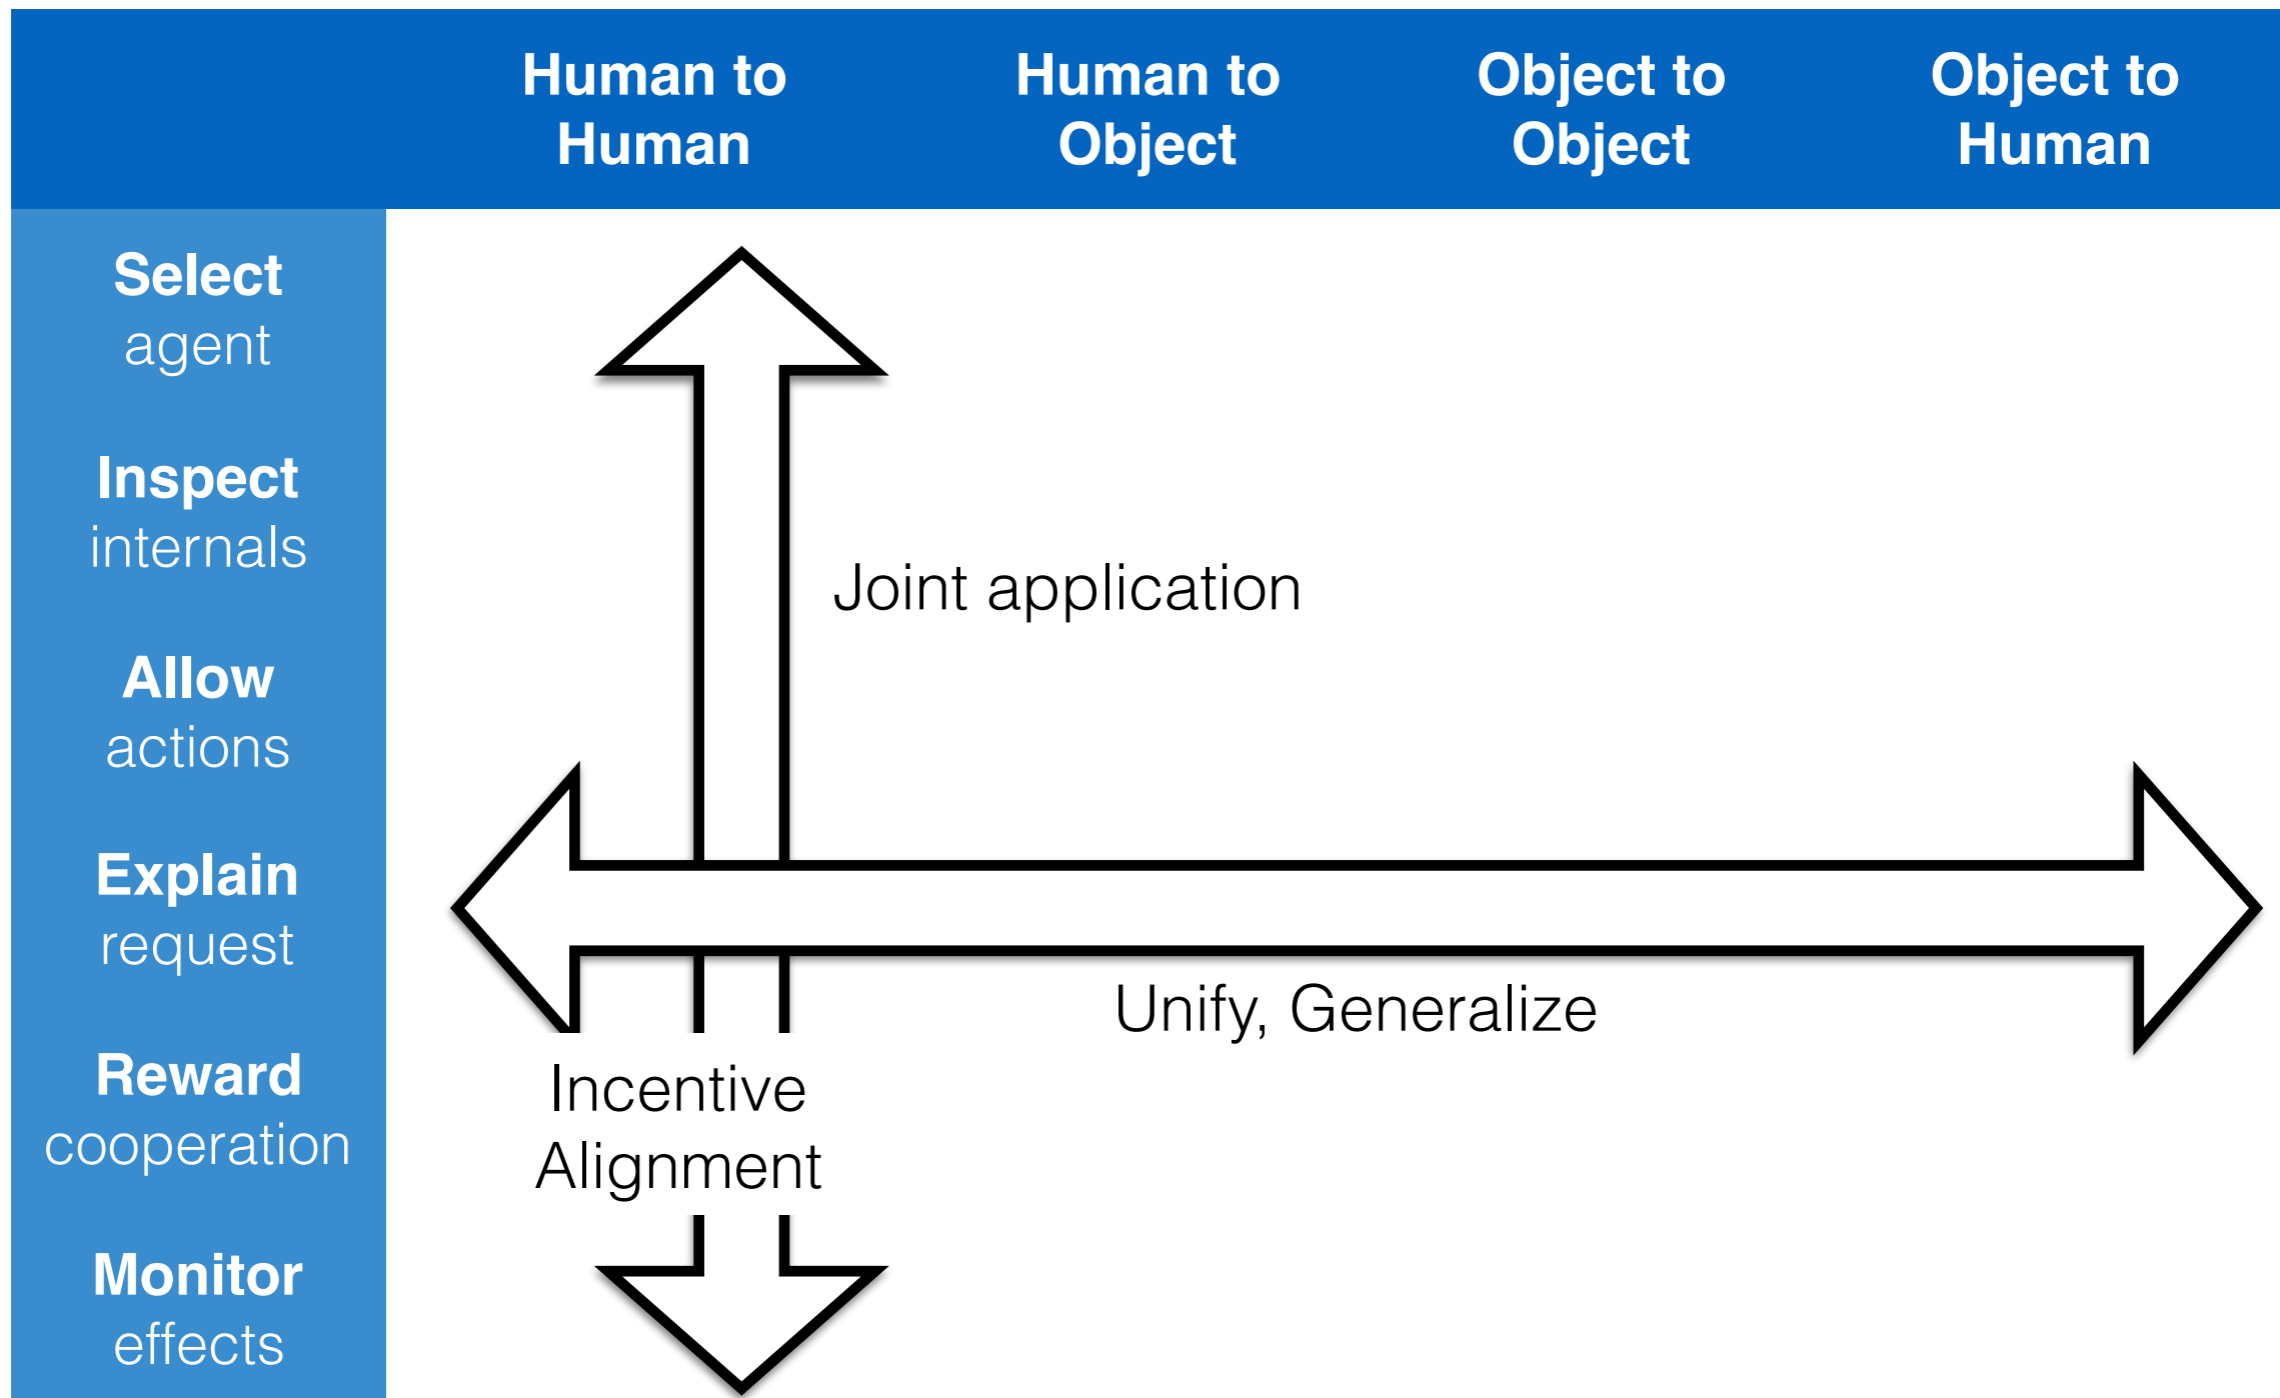 Human to
Human
Human to
Object
Object to
Object
Object to
Human
Select
agent
Inspect
internals
Joint application
Allow
actions
Explain
request
Unify, Generalize
Reward
cooperation
Incentive
Alignment
Monitor
effects